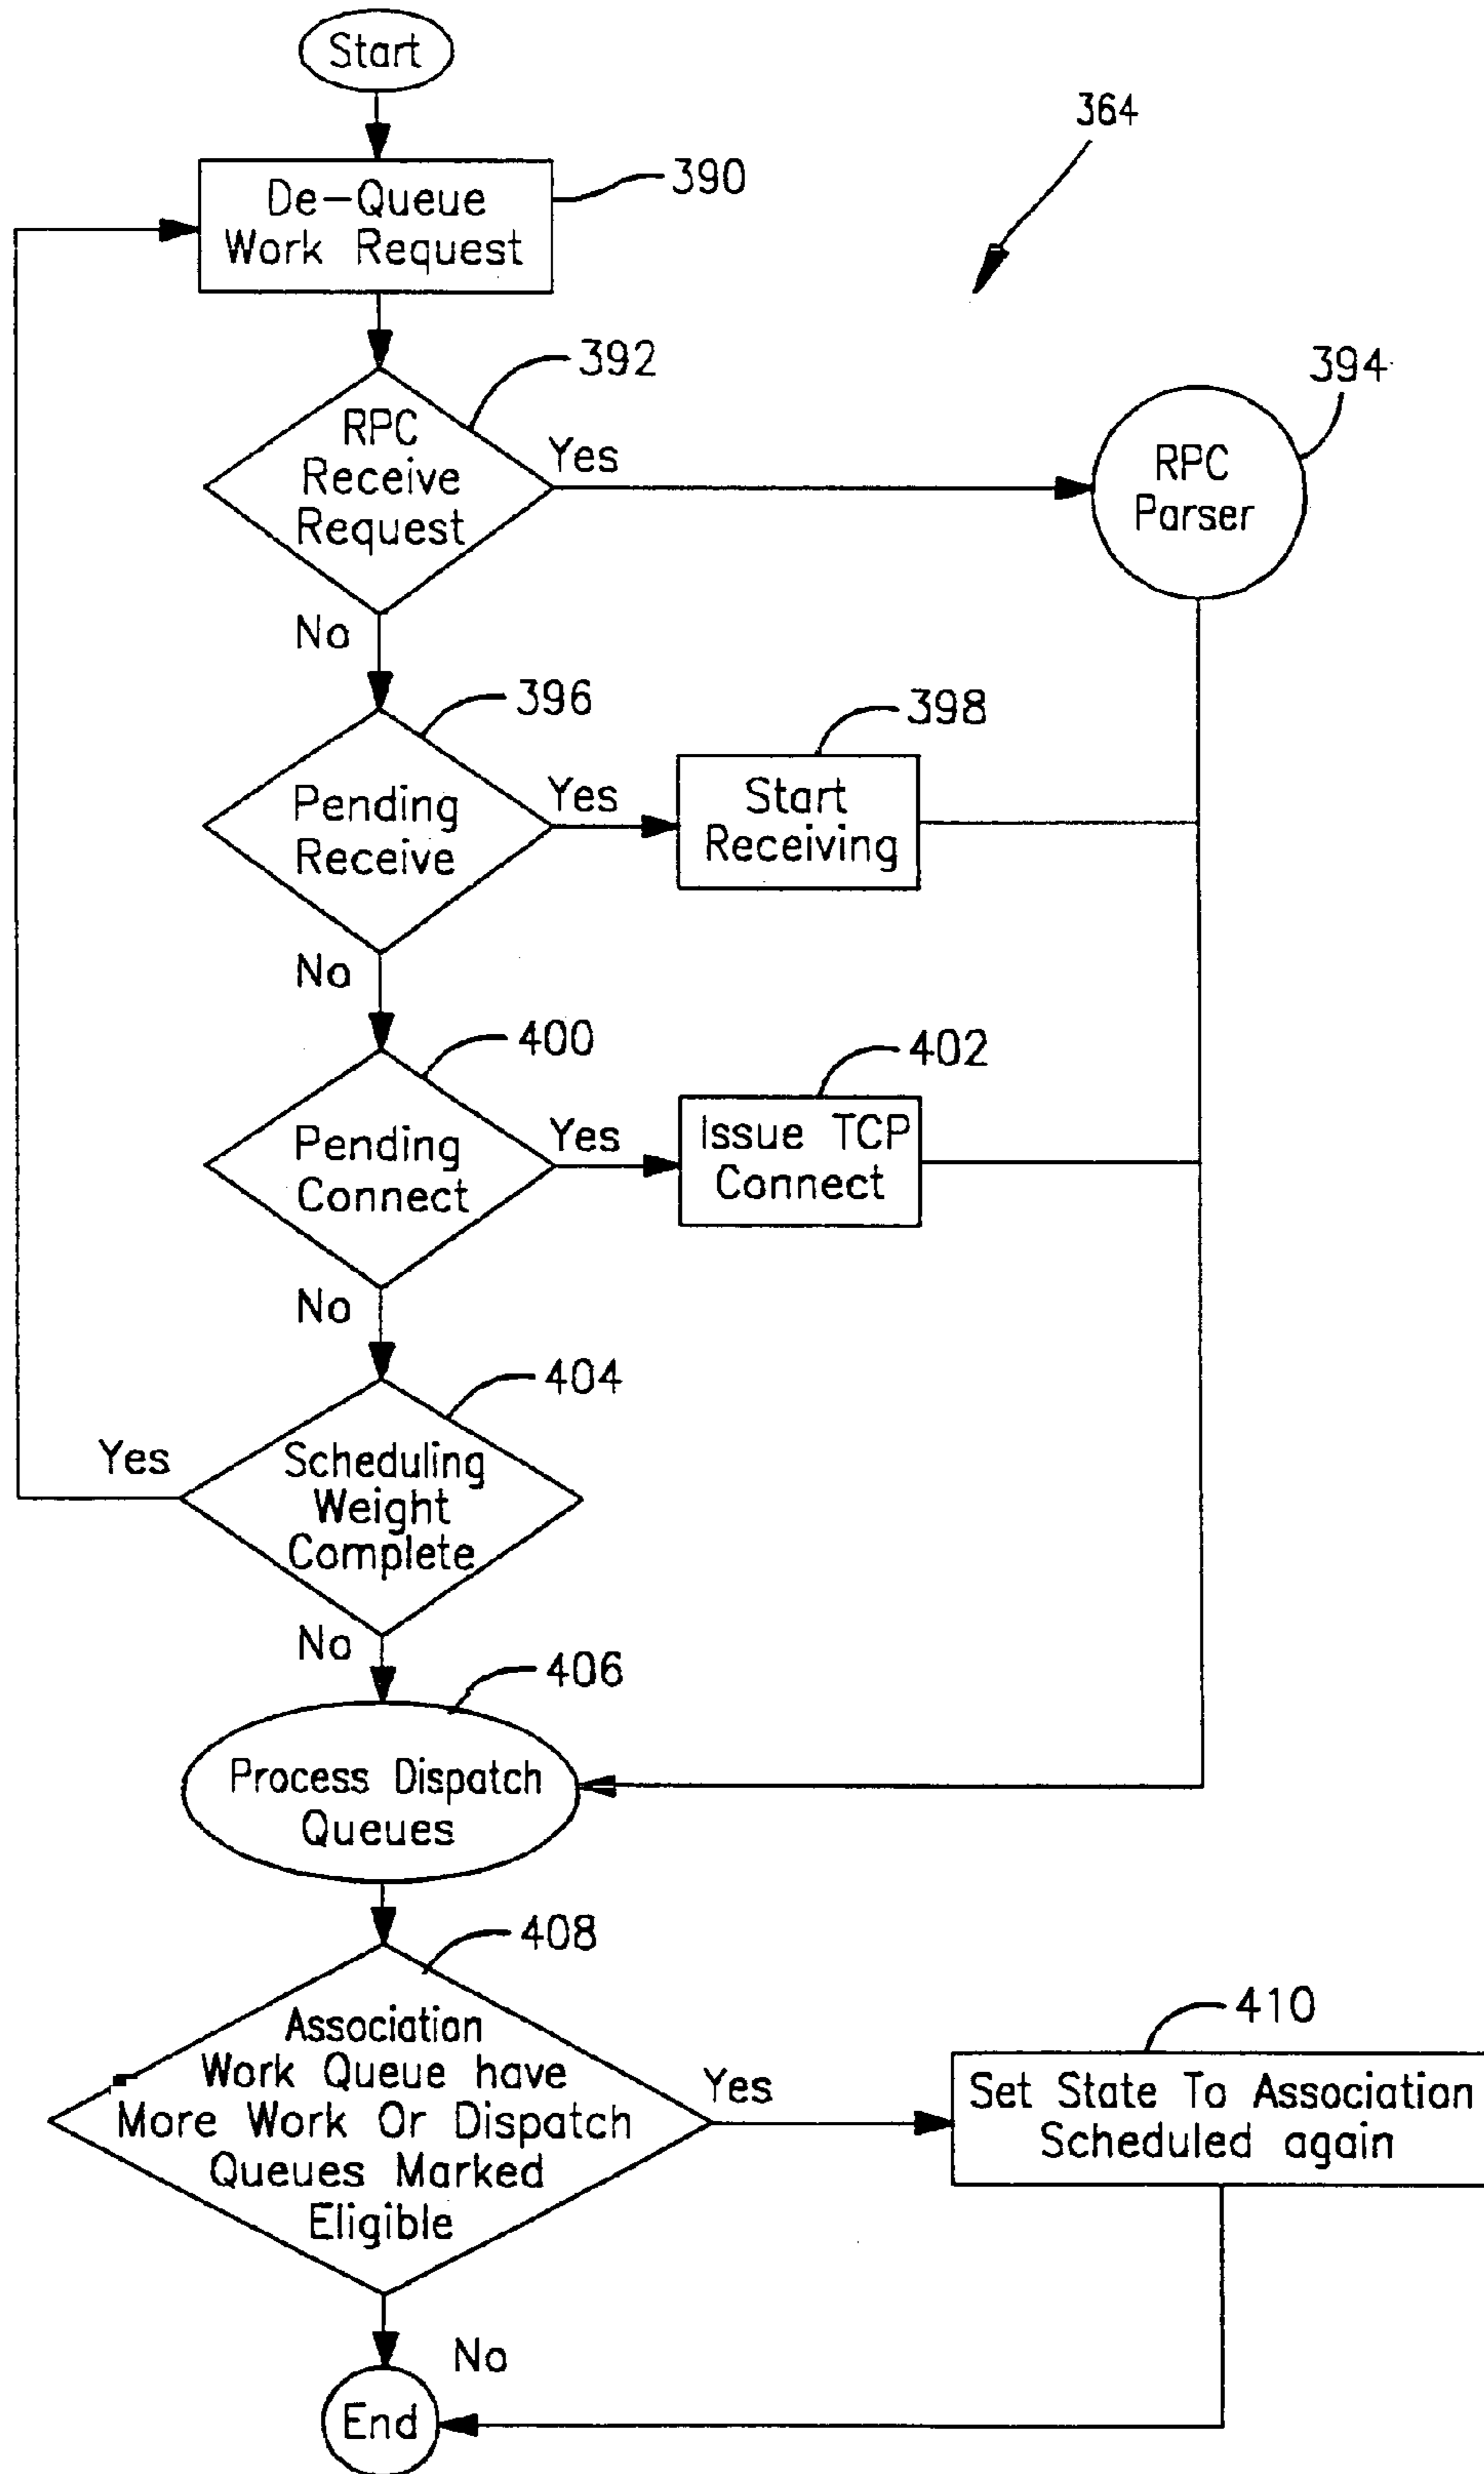 Start
364
De-Queue
Work Request
390
392
RPC
Receive
Request
Yes
394
RPC
Parser
No
396
Pending
Receive
Yes
398
Start
Receiving
No
400
Pending
Connect
Yes
402
Issue TCP
Connect
No
404
Yes
Scheduling
Weight
Complete
No
406
Process Dispatch
Queues
408
Association
Work Queue have
More Work Or Dispatch
Queues Marked
Eligible
Yes
410
Set State To Association
Scheduled again
No
End